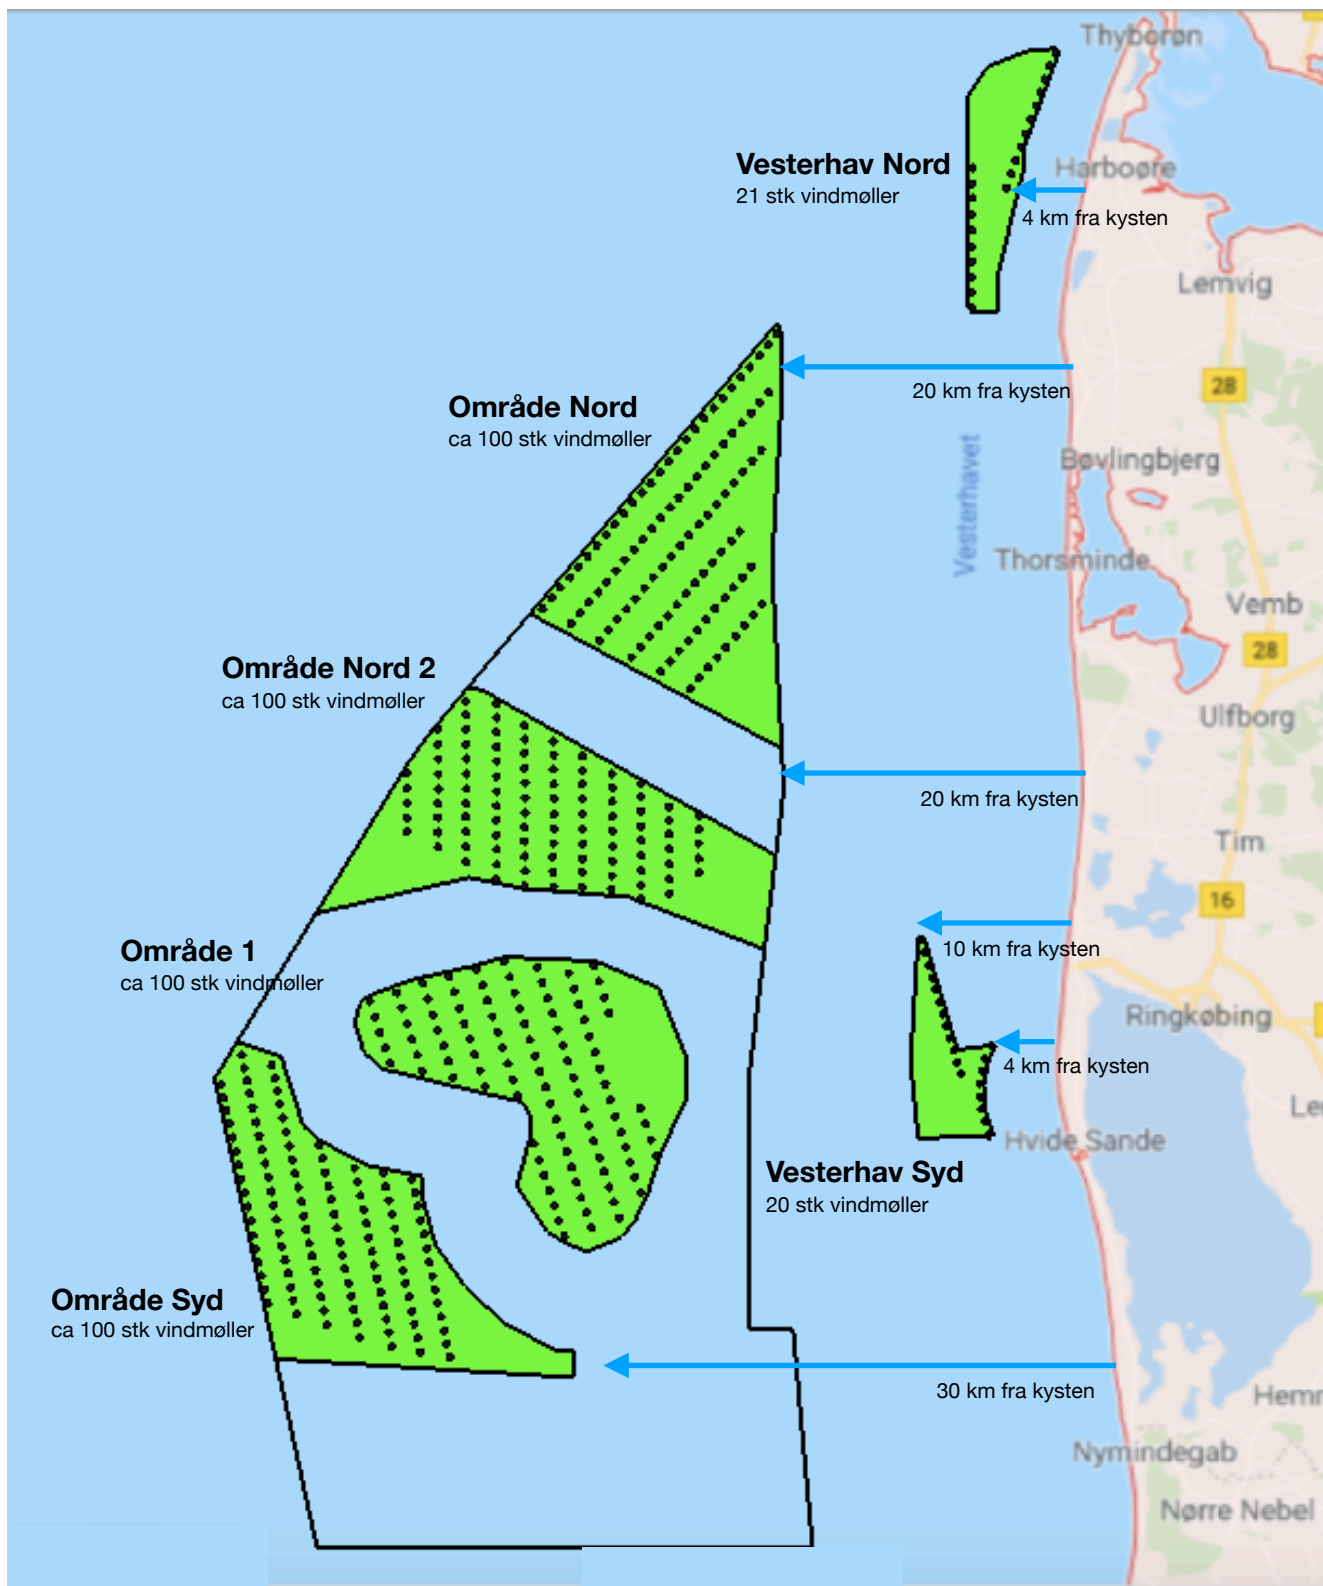 Thyborøn
Vesterhav Nord
21 stk vindmøller
Harboøre
4 km fra kysten
Lemvig
Område Nord
ca 100 stk vindmøller
20 km fra kysten
28
Vesterhavet
Bøvlingbjerg
Thorsminde
Vemb
28
Område Nord 2
ca 100 stk vindmøller
Ulfborg
20 km fra kysten
Tim
16
Område 1
ca 100 stk vindmøller
10 km fra kysten
Ringkøbing
4 km fra kysten
Le
Hvide Sande
Vesterhav Syd
20 stk vindmøller
Område Syd
ca 100 stk vindmøller
30 km fra kysten
Hem
Nymindegab
Nørre Nebel